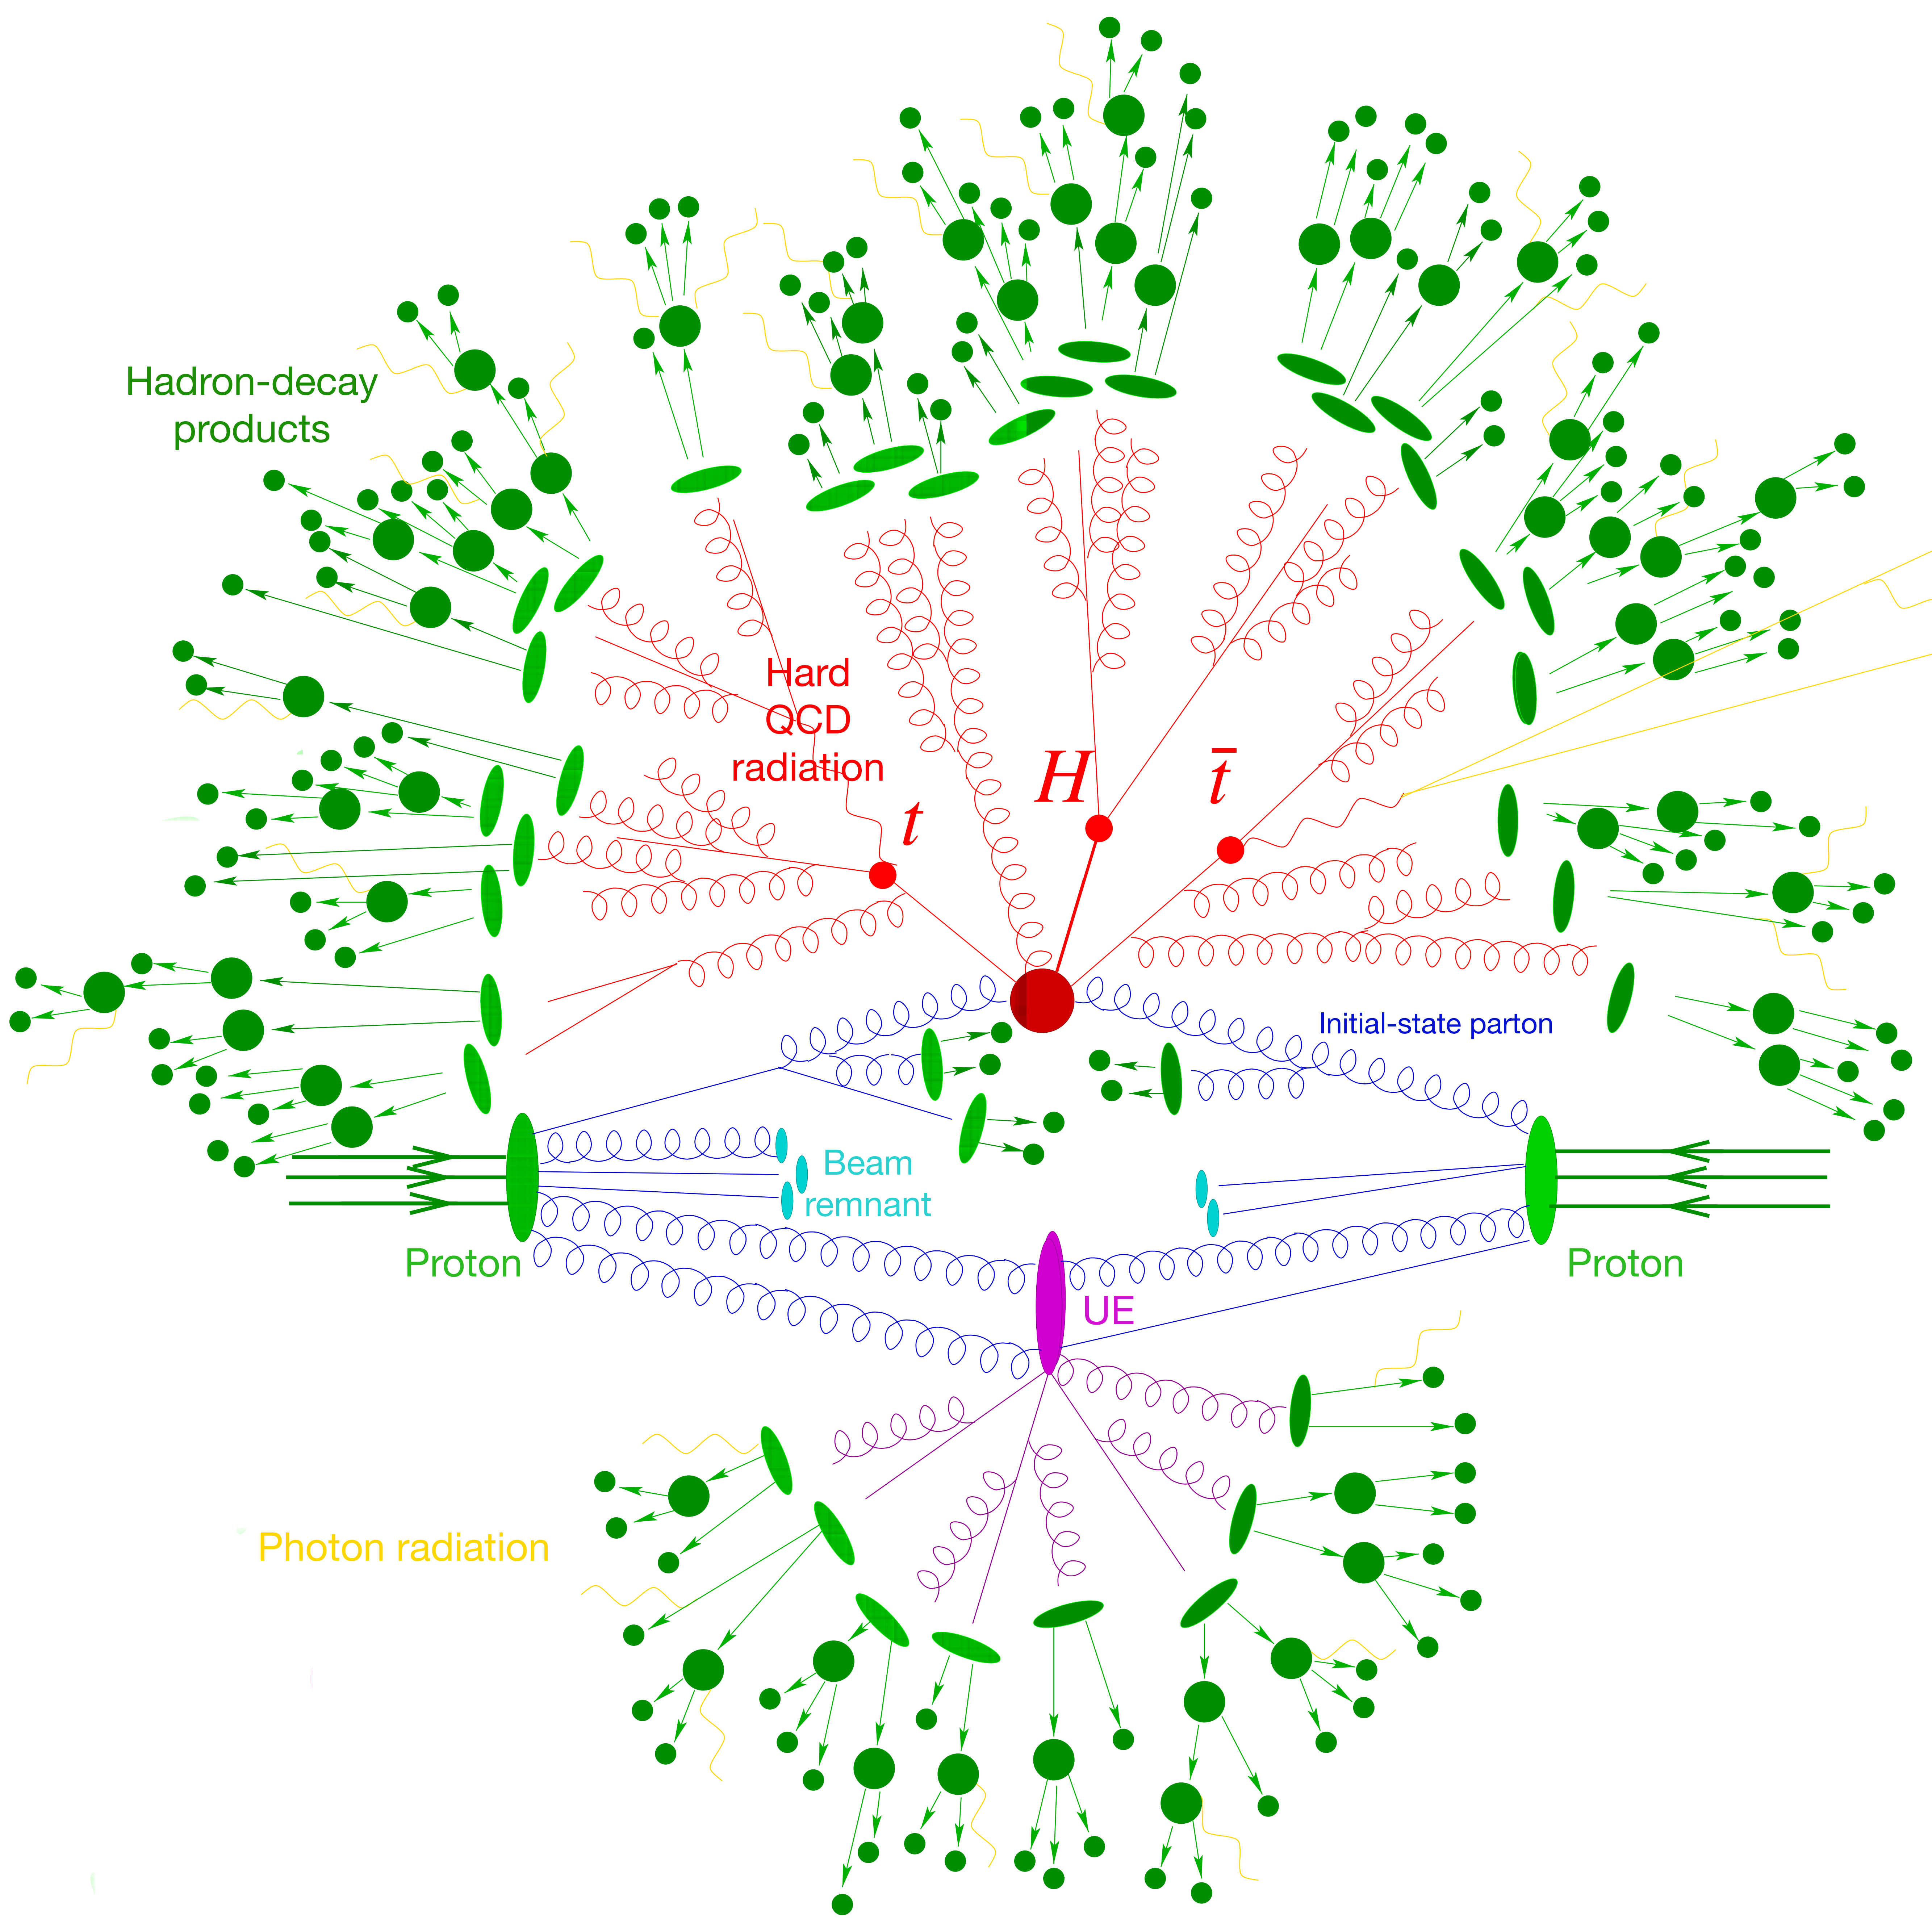 Hadron-decay
products
Hard
QCD
radiation
t
H
t̄
Initial-state parton
Beam
remnant
Proton
Proton
UE
Photon radiation